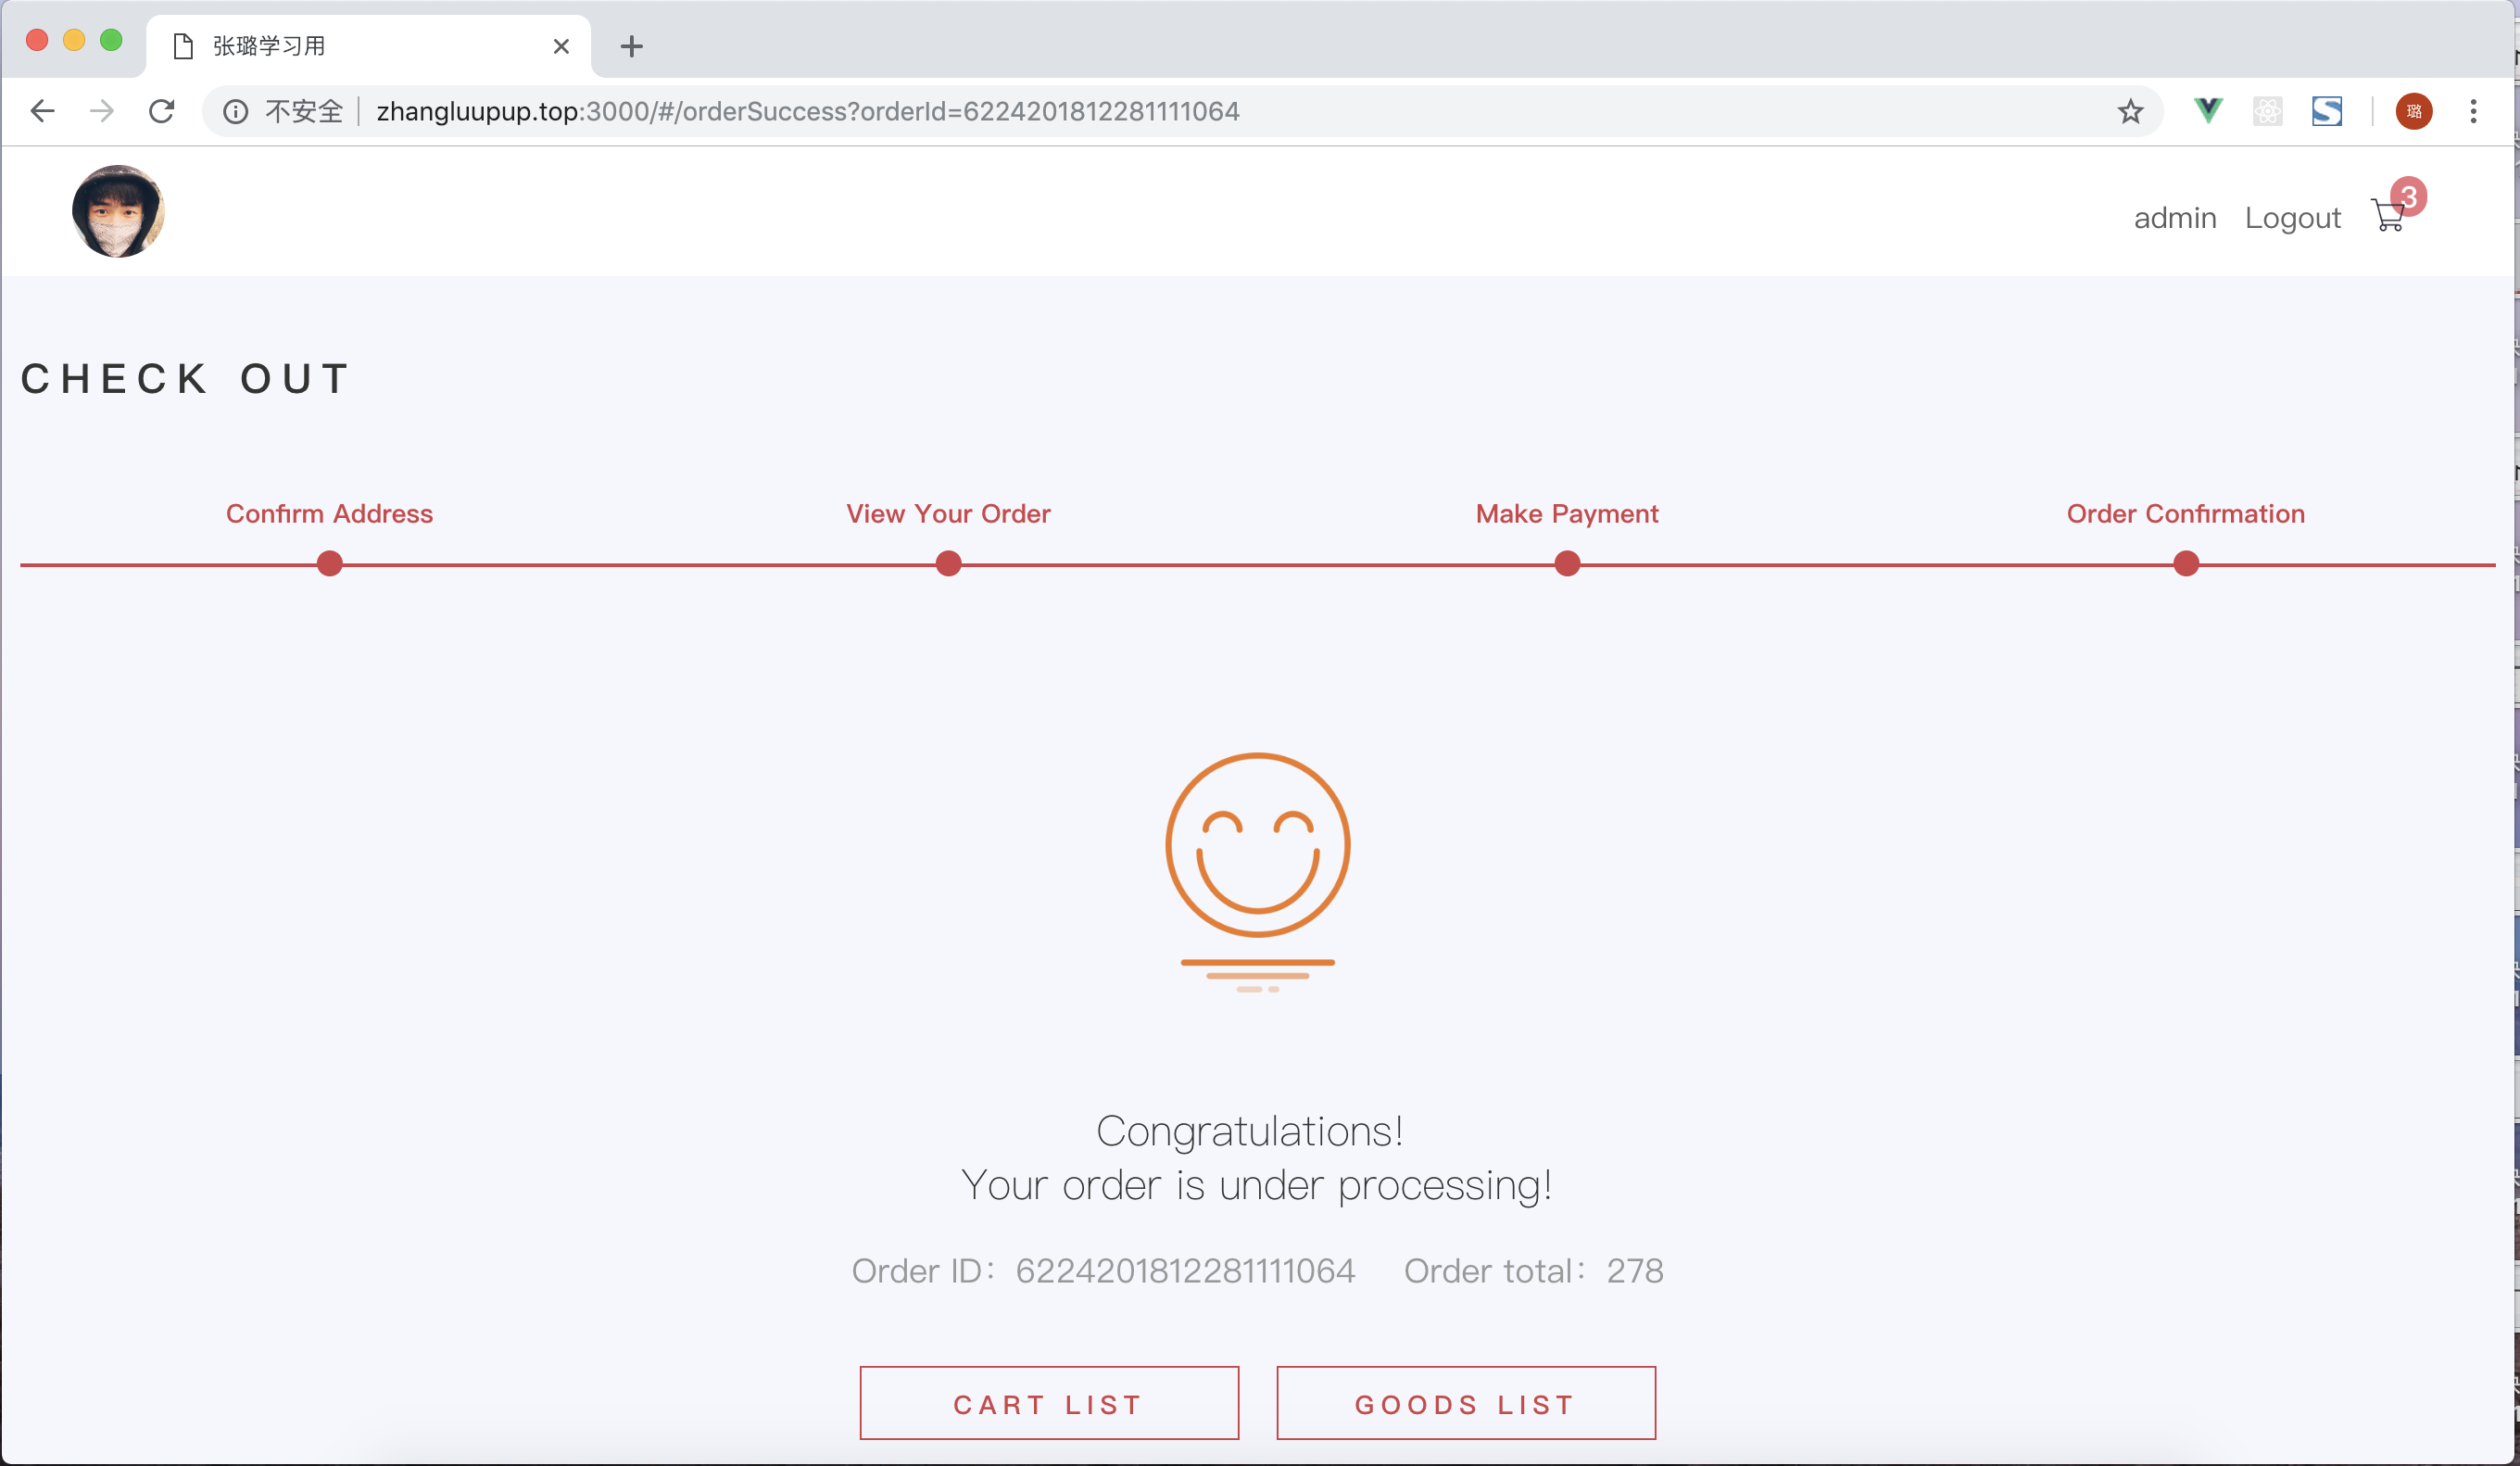 张璐学习用
不安全 zhangluupup.top:3000/#/orderSuccess?orderId=6224201812281111064
璐
admin Logout 3
CHECK OUT
Confirm Address View Your Order Make Payment Order Confirmation
Congratulations!
Your order is under processing!
Order ID：6224201812281111064 Order total：278
CART LIST GOODS LIST